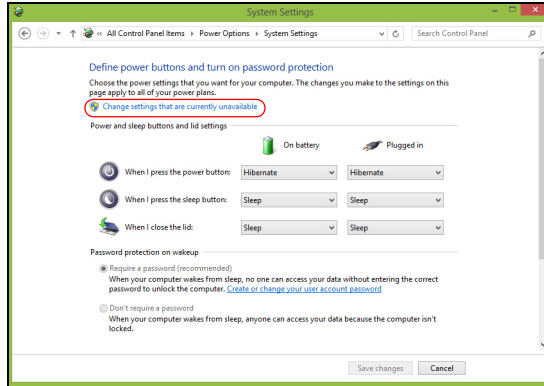 System Settings
« All Control Panel Items › Power Options › System Settings
Search Control Panel
Define power buttons and turn on password protection
Choose the power settings that you want for your computer. The changes you make to the settings on this
page apply to all of your power plans.
Change settings that are currently unavailable
Power and sleep buttons and lid settings
On battery Plugged in
When I press the power button: Hibernate Hibernate
When I press the sleep button: Sleep Sleep
When I close the lid: Sleep Sleep
Password protection on wakeup
Require a password (recommended)
When your computer wakes from sleep, no one can access your data without entering the correct
password to unlock the computer. Create or change your user account password
Don't require a password
When your computer wakes from sleep, anyone can access your data because the computer isn't
locked.
Save changes Cancel